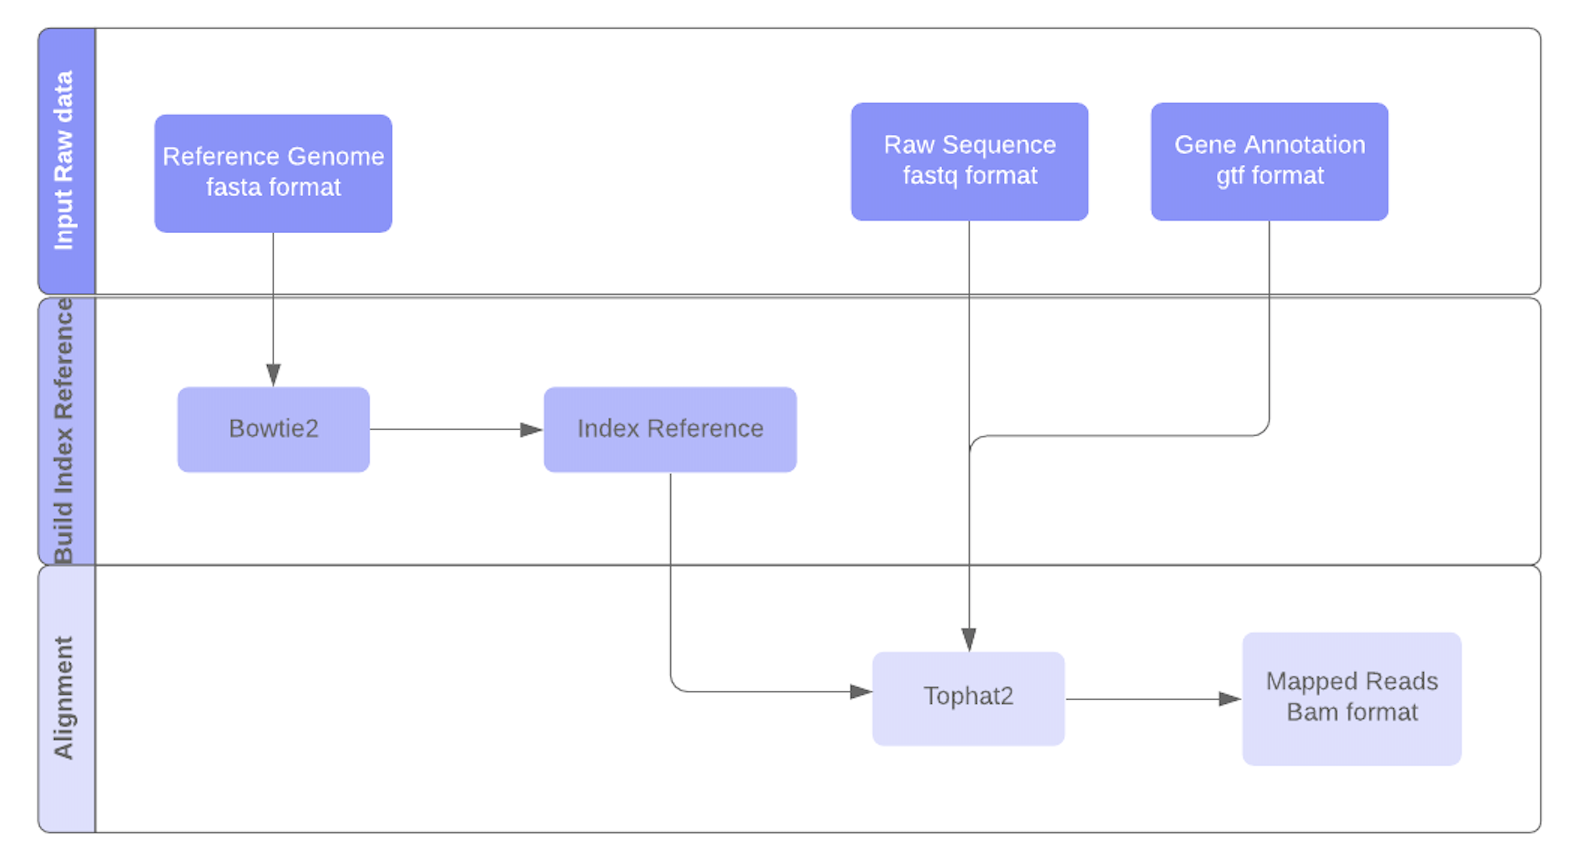 Input Raw data
Reference Genome
fasta format
Raw Sequence
fastq format
Gene Annotation
gtf format
Build Index Reference
Bowtie2
Index Reference
Alignment
Tophat2
Mapped Reads
Bam format